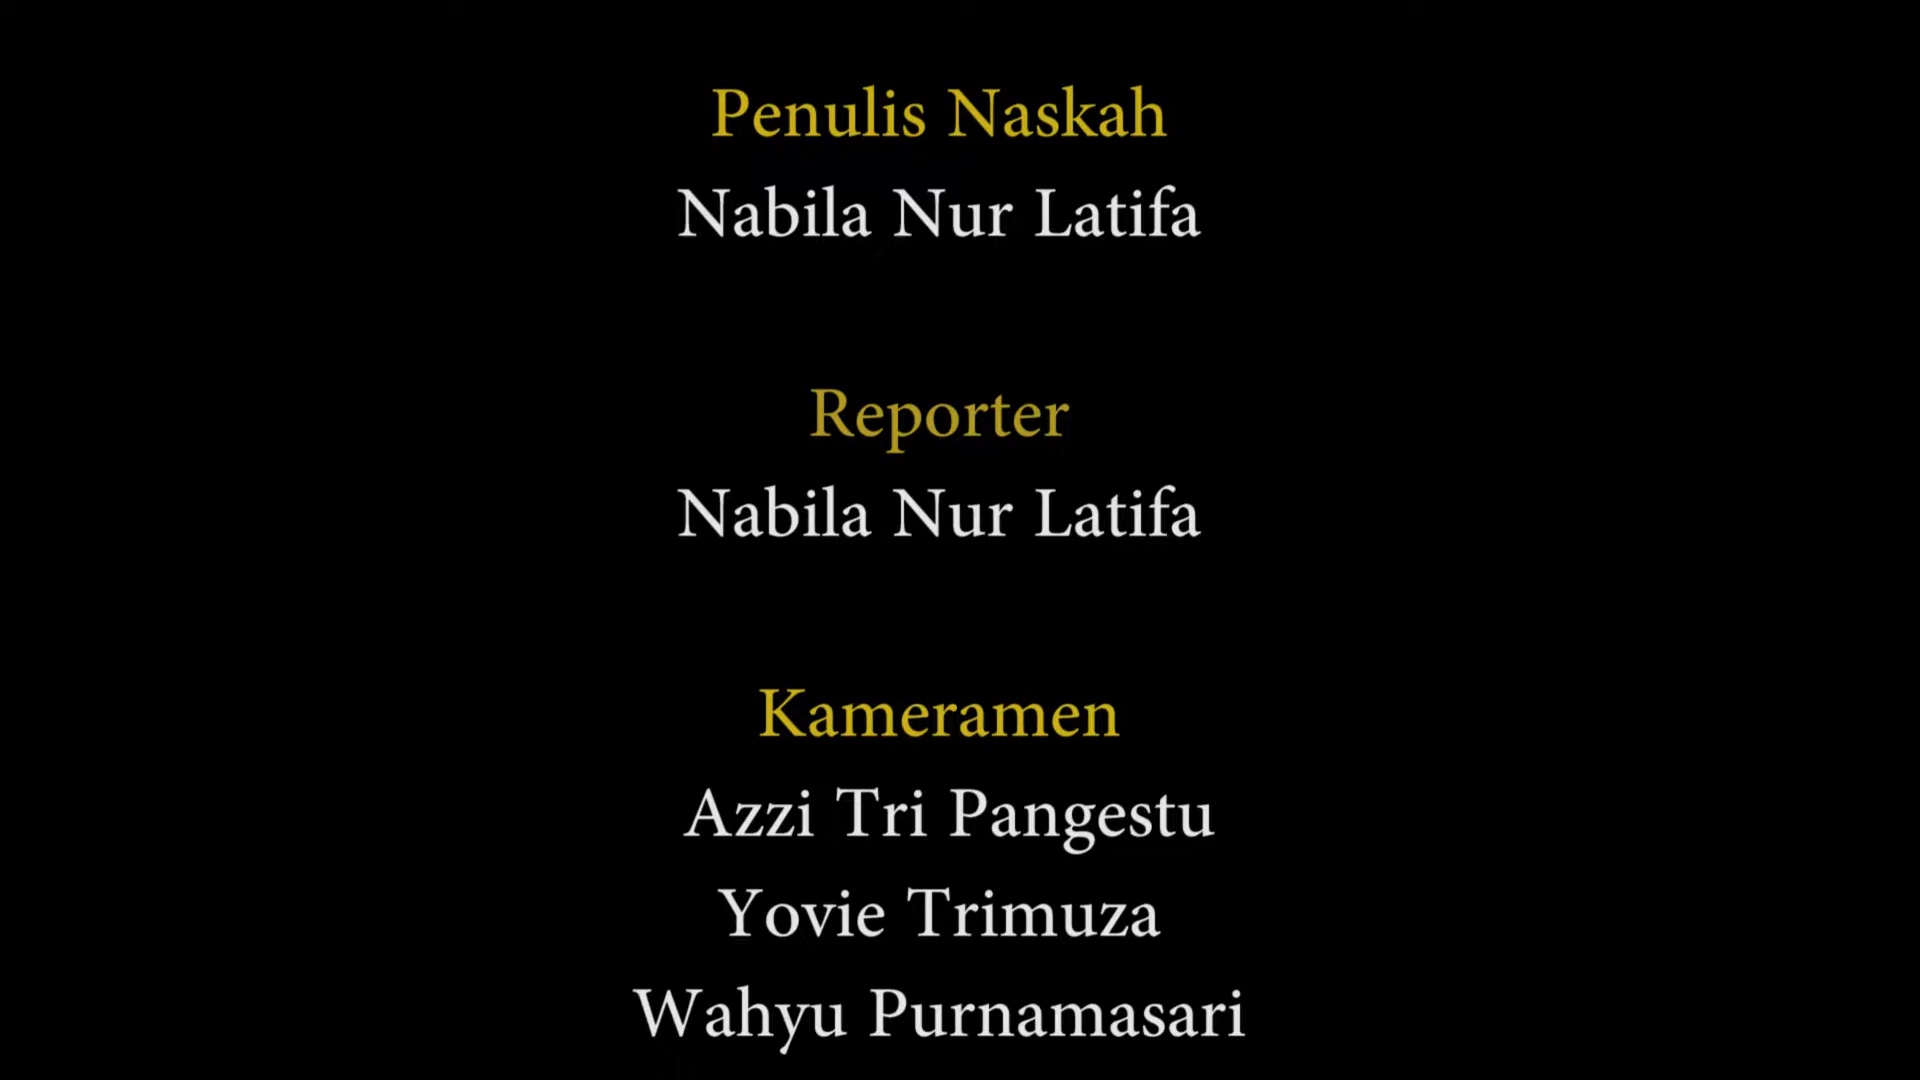 Penulis Naskah
Nabila Nur Latifa
Reporter
Nabila Nur Latifa
Kameramen
Azzi Tri Pangestu
Yovie Trimuza
Wahyu Purnamasari